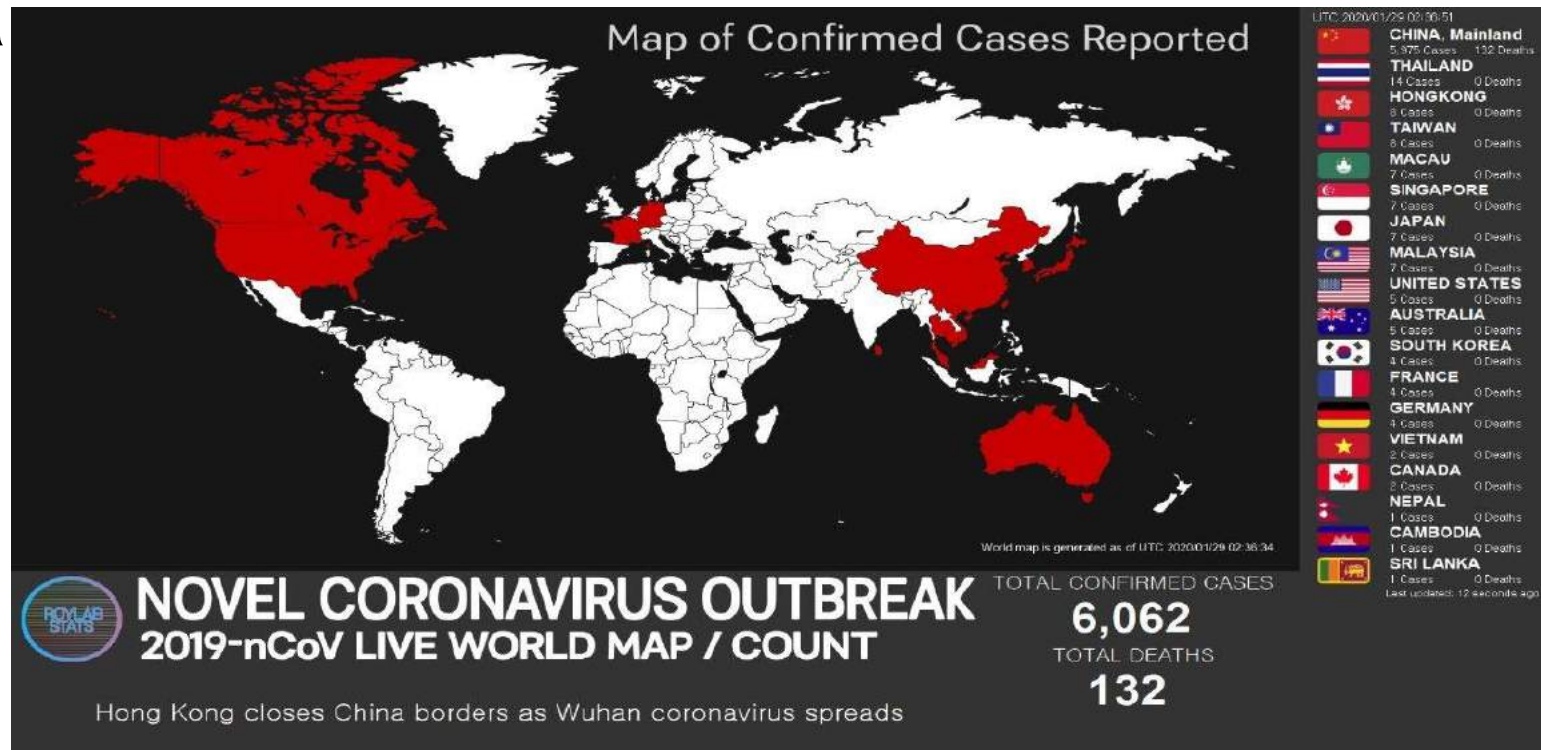 A
Map of Confirmed Cases Reported
World map is generated as of UTC 2020/01/29 02:36:34
UTC 2020/01/29 02:36:51
CHINA, Mainland
5,975 Cases 132 Deaths
THAILAND
14 Cases 0 Deaths
HONGKONG
8 Cases 0 Deaths
TAIWAN
8 Cases 0 Deaths
MACAU
7 Cases 0 Deaths
SINGAPORE
7 Cases 0 Deaths
JAPAN
7 Cases 0 Deaths
MALAYSIA
7 Cases 0 Deaths
UNITED STATES
5 Cases 0 Deaths
AUSTRALIA
5 Cases 0 Deaths
SOUTH KOREA
4 Cases 0 Deaths
FRANCE
4 Cases 0 Deaths
GERMANY
4 Cases 0 Deaths
VIETNAM
2 Cases 0 Deaths
CANADA
2 Cases 0 Deaths
NEPAL
1 Cases 0 Deaths
CAMBODIA
1 Cases 0 Deaths
SRI LANKA
1 Cases 0 Deaths
Last updated: 12 seconds ago
ROYLAB
STATS
NOVEL CORONAVIRUS OUTBREAK
2019-nCoV LIVE WORLD MAP / COUNT
TOTAL CONFIRMED CASES
6,062
TOTAL DEATHS
132
Hong Kong closes China borders as Wuhan coronavirus spreads